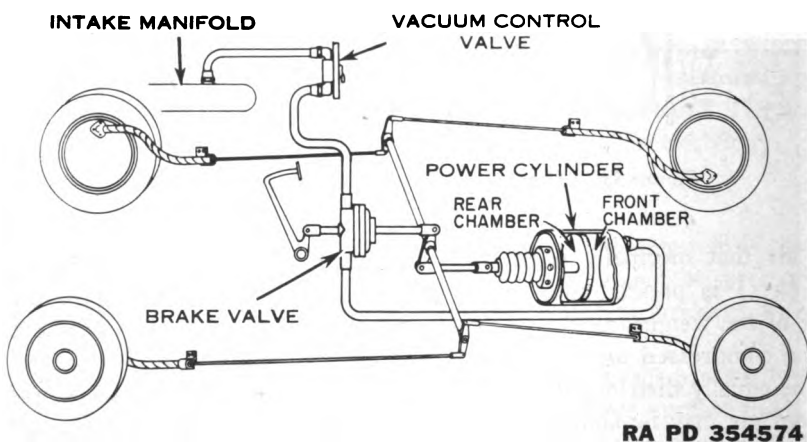 INTAKE MANIFOLD
VACUUM CONTROL
VALVE
POWER CYLINDER
REAR
CHAMBER
FRONT
CHAMBER
BRAKE VALVE
RA PD 354574